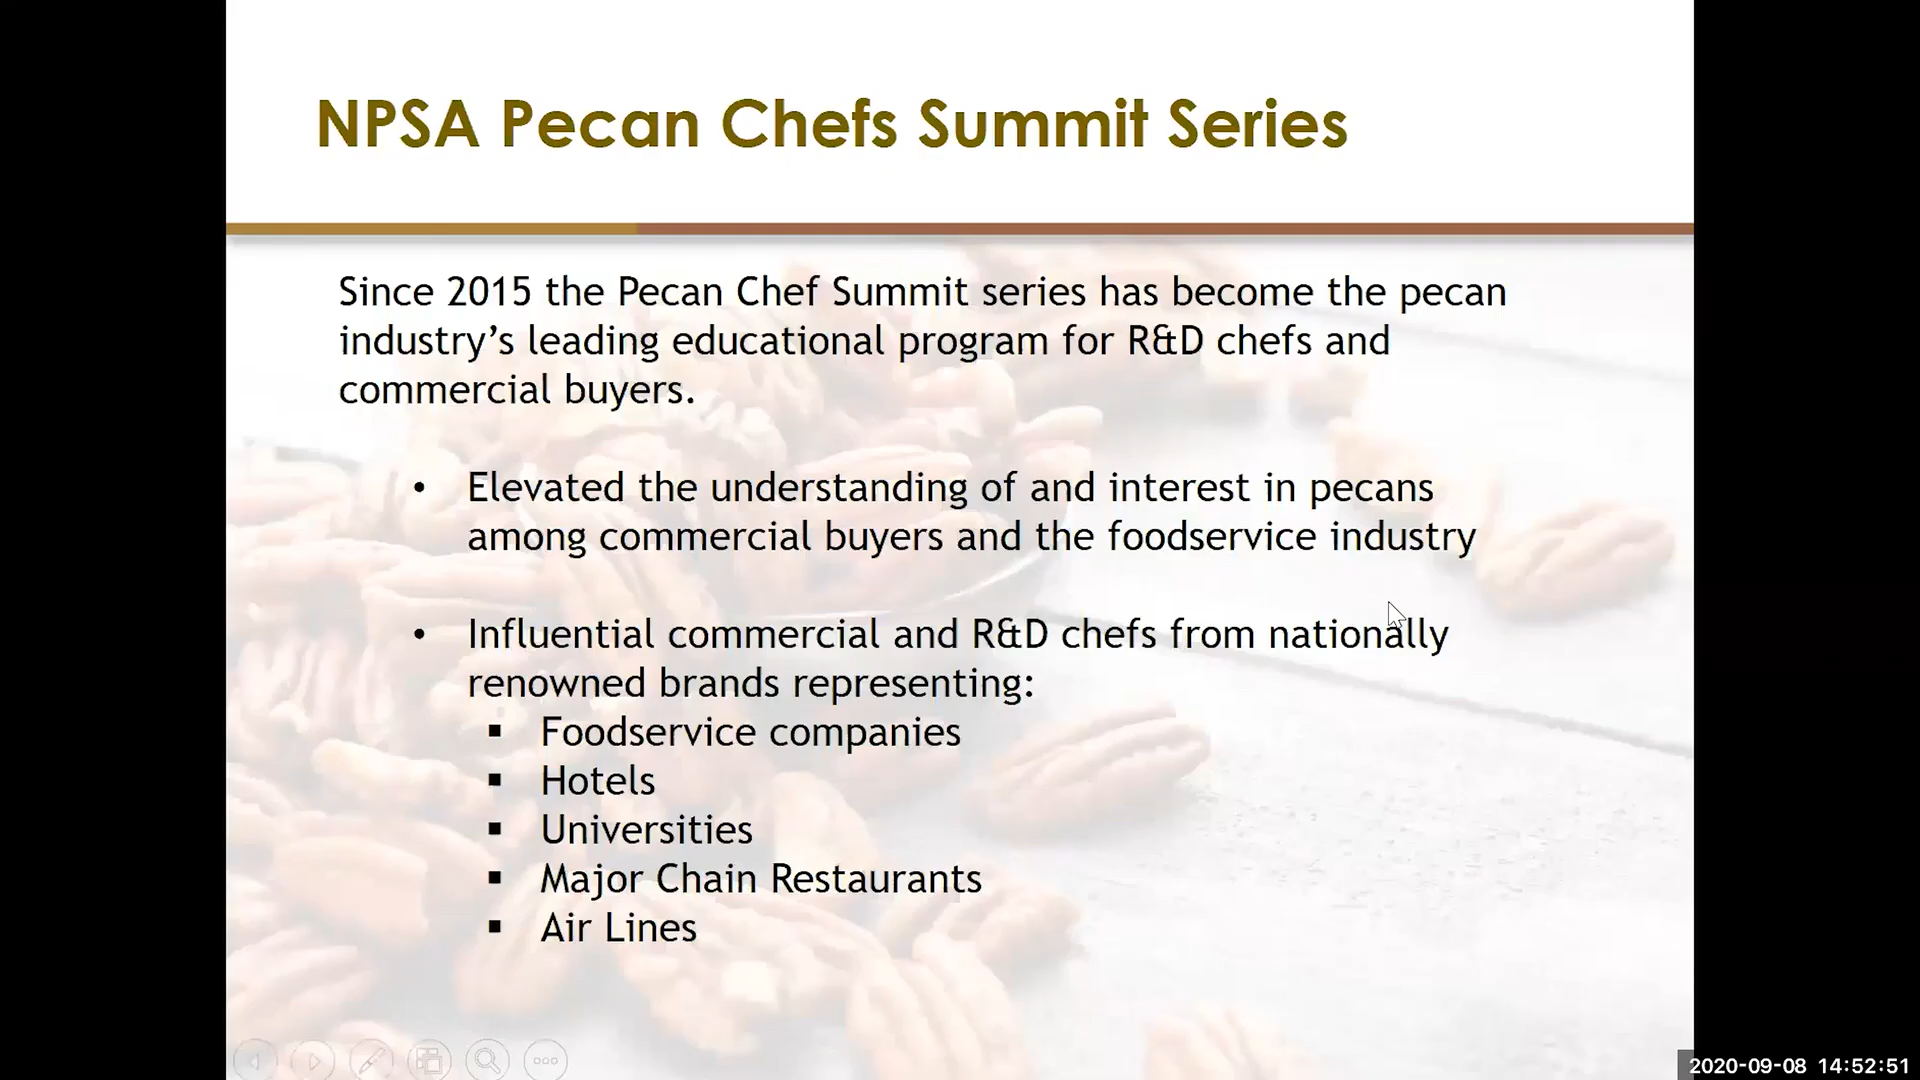 NPSA Pecan Chefs Summit Series
Since 2015 the Pecan Chef Summit series has become the pecan
industry’s leading educational program for R&D chefs and
commercial buyers.
• Elevated the understanding of and interest in pecans
among commercial buyers and the foodservice industry
• Influential commercial and R&D chefs from nationally
renowned brands representing:
▪ Foodservice companies
▪ Hotels
▪ Universities
▪ Major Chain Restaurants
▪ Air Lines
2020-09-08 14:52:51